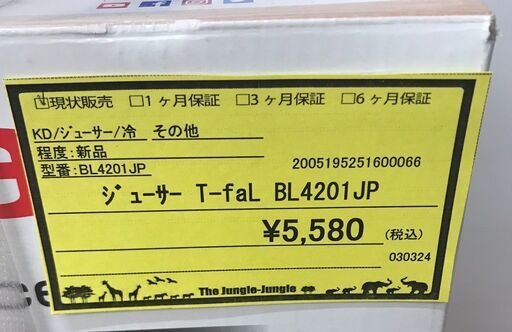 ☑現状販売 □1ヶ月保証 □3ヶ月保証 □6ヶ月保証
KD/ジューサー/冷 その他
程度:新品
型番:BL4201JP
2005195251600066
ジューサー T-faL BL4201JP
¥5,580 (税込)
030324
The Jungle-Jungle
ce